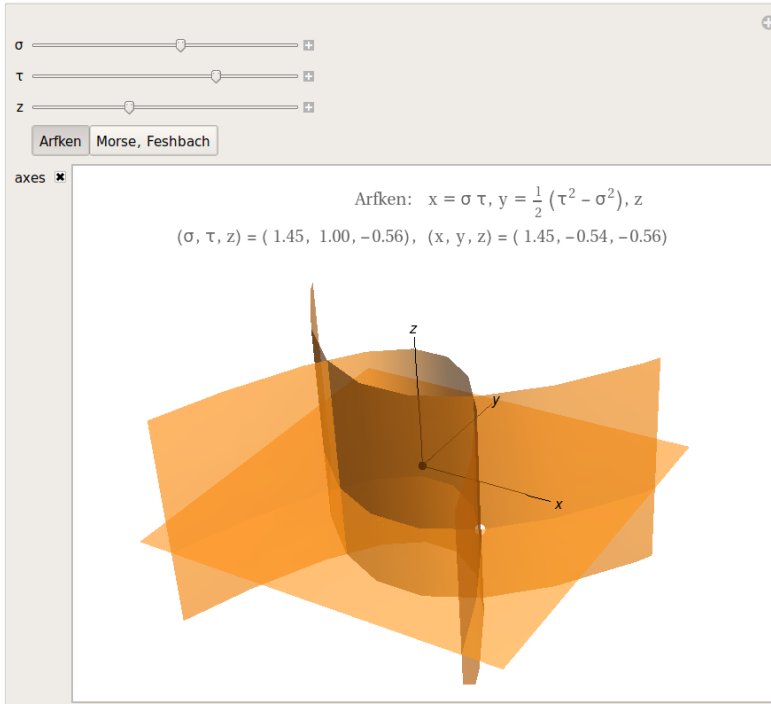 σ
τ
z
Arfken Morse, Feshbach
axes
Arfken: x = σ τ, y = 1/2 (τ² − σ²), z
(σ, τ, z) = ( 1.45, 1.00, −0.56), (x, y, z) = ( 1.45, −0.54, −0.56)
z
y
x